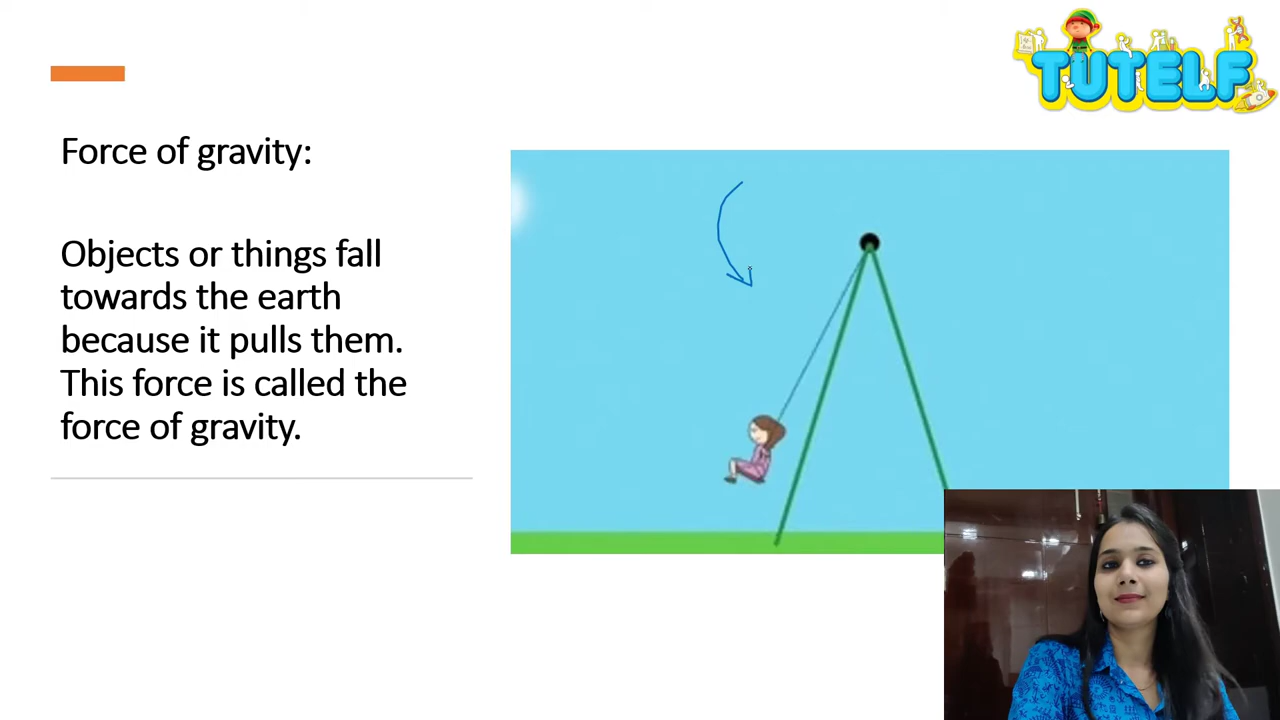 TUTELF
Force of gravity:
Objects or things fall
towards the earth
because it pulls them.
This force is called the
force of gravity.